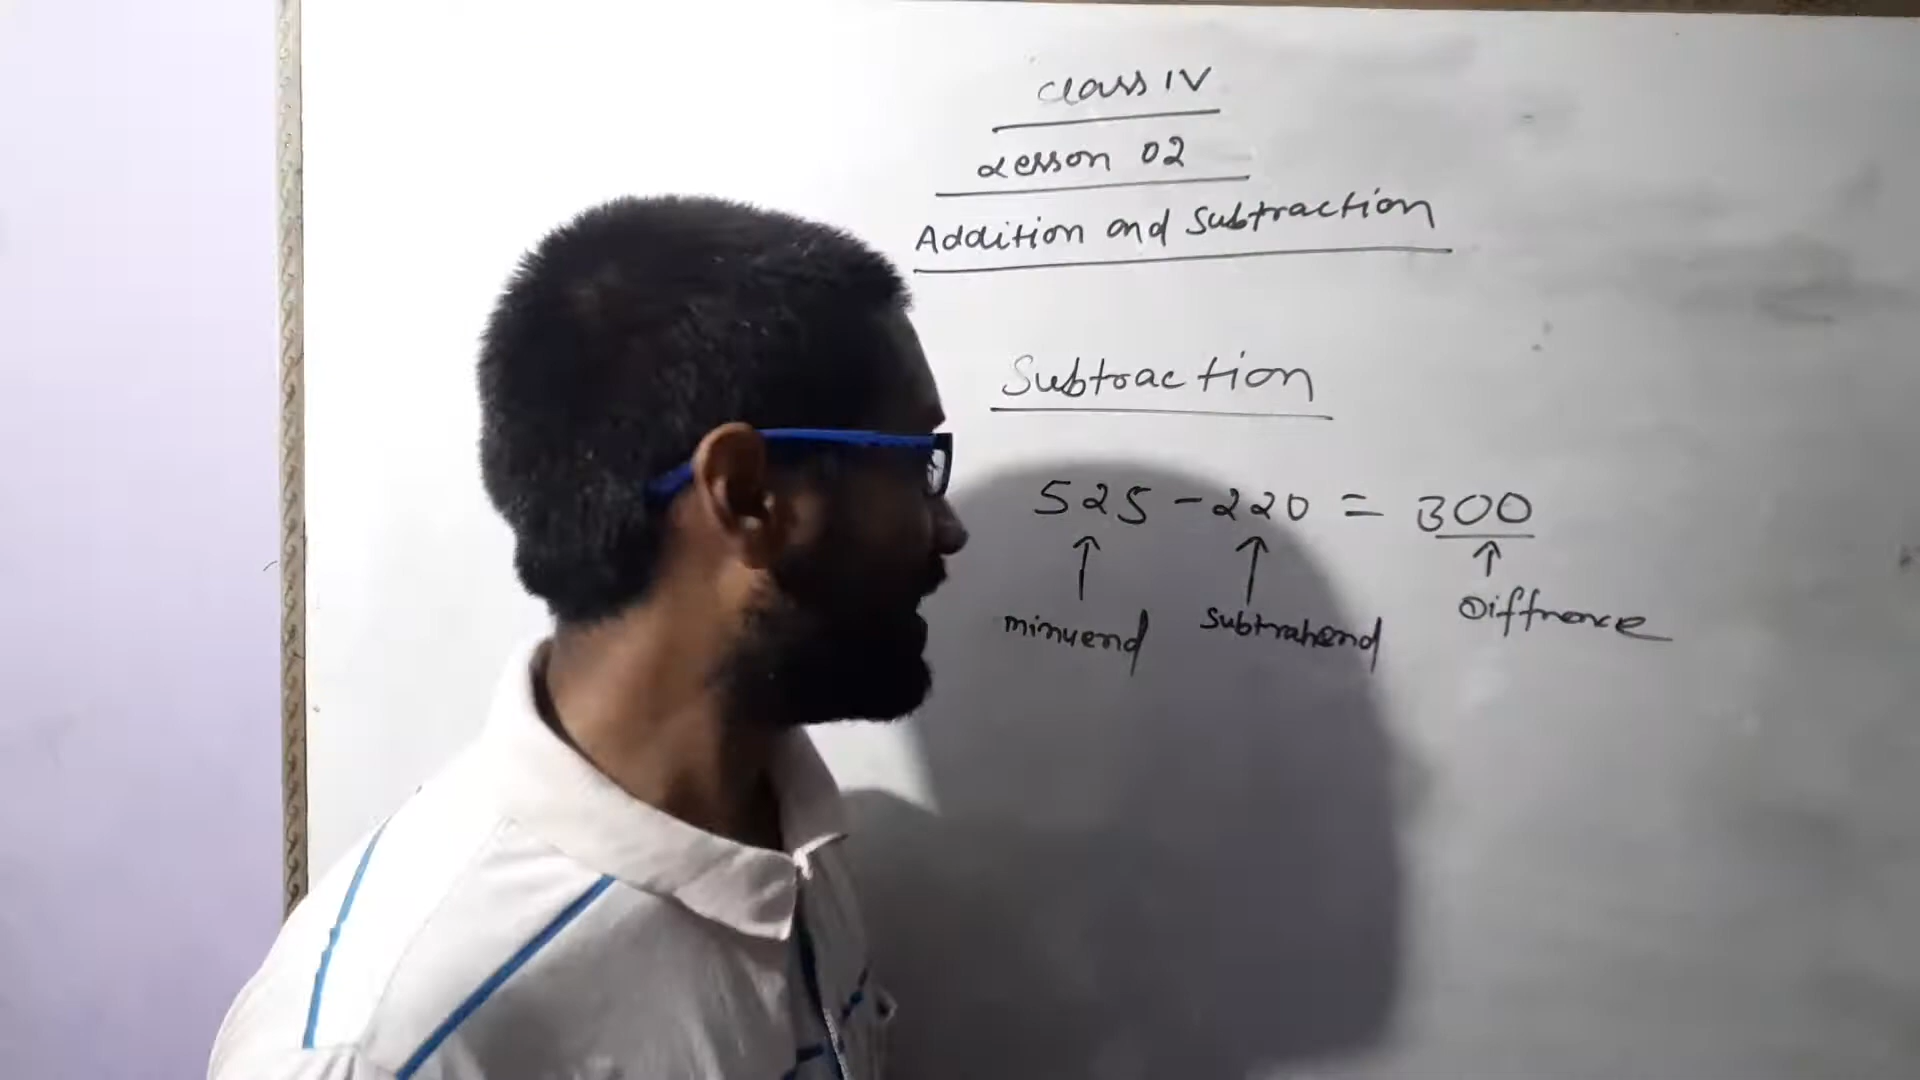 Class IV
Lesson 02
Addition and Subtraction
Subtraction
525 - 220 = 300
↑ ↑ ↑
minuend subtrahend Diffrence